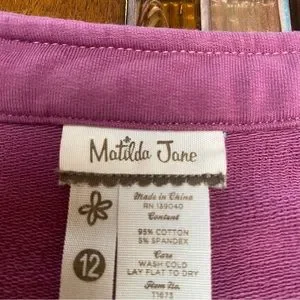 Matilda Jane
Made in China
RN 139040
Content
95% COTTON
5% SPANDEX
Care
WASH COLD
LAY FLAT TO DRY
Item No.
T1673
12